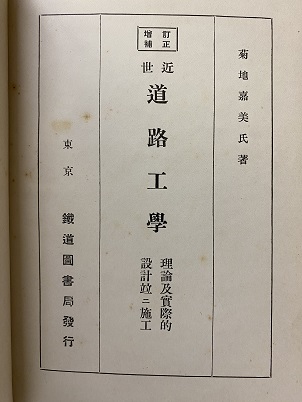 菊地嘉美氏著
訂正
增補
近世
道路工學
理論及實際的
設計竝ニ施工
東京
鐵道圖書局發行